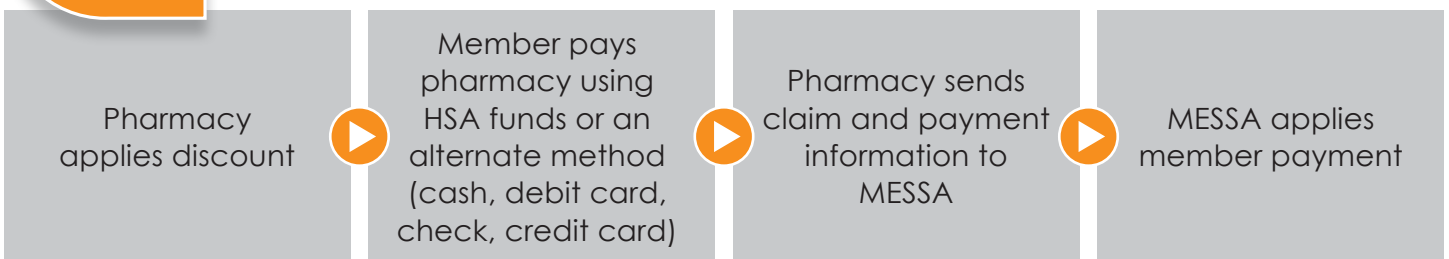 Pharmacy
applies discount
Member pays
pharmacy using
HSA funds or an
alternate method
(cash, debit card,
check, credit card)
Pharmacy sends
claim and payment
information to
MESSA
MESSA applies
member payment